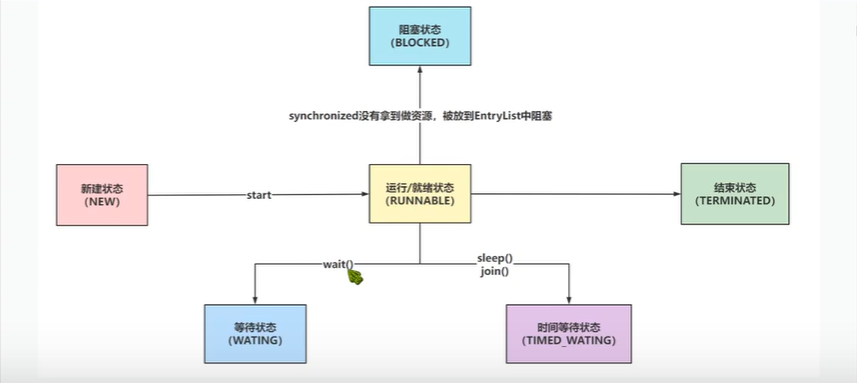 阻塞状态
(BLOCKED)
synchronized没有拿到做资源，被放到EntryList中阻塞
新建状态
(NEW)
start
运行/就绪状态
(RUNNABLE)
结束状态
(TERMINATED)
wait()
sleep()
join()
等待状态
(WATING)
时间等待状态
(TIMED_WATING)